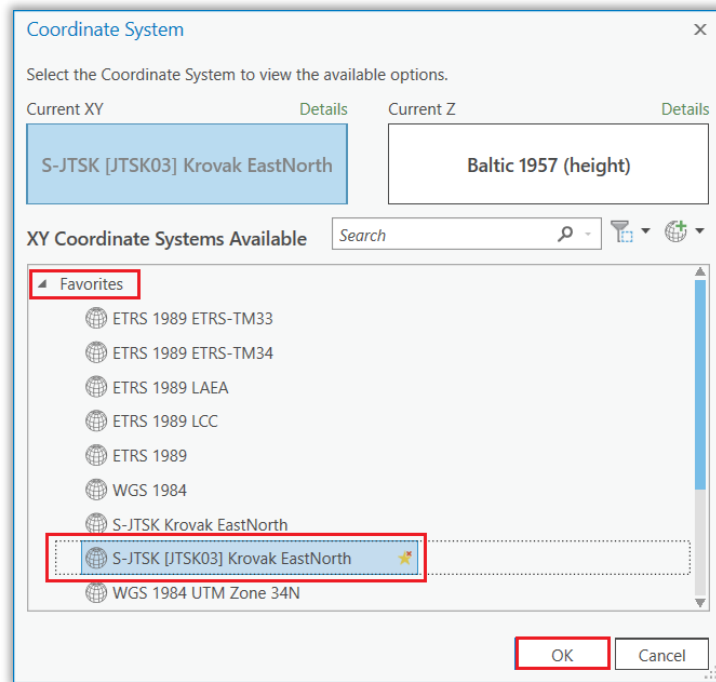 Coordinate System
Select the Coordinate System to view the available options.
Current XY Details Current Z Details
S-JTSK [JTSK03] Krovak EastNorth Baltic 1957 (height)
XY Coordinate Systems Available Search
Favorites
ETRS 1989 ETRS-TM33
ETRS 1989 ETRS-TM34
ETRS 1989 LAEA
ETRS 1989 LCC
ETRS 1989
WGS 1984
S-JTSK Krovak EastNorth
S-JTSK [JTSK03] Krovak EastNorth
WGS 1984 UTM Zone 34N
OK Cancel